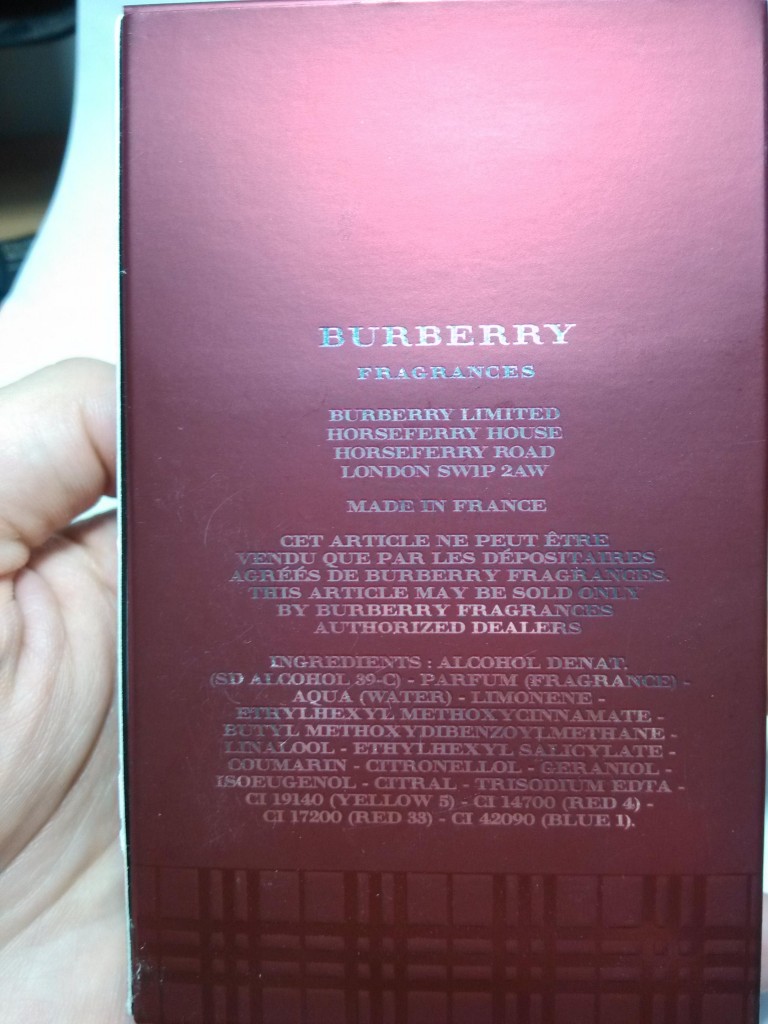 BURBERRY
FRAGRANCES
BURBERRY LIMITED
HORSEFERRY HOUSE
HORSEFERRY ROAD
LONDON SW1P 2AW
MADE IN FRANCE
CET ARTICLE NE PEUT ÊTRE
VENDU QUE PAR LES DÉPOSITAIRES
AGRÉÉS DE BURBERRY FRAGRANCES.
THIS ARTICLE MAY BE SOLD ONLY
BY BURBERRY FRAGRANCES
AUTHORIZED DEALERS
INGREDIENTS : ALCOHOL DENAT.
(SD ALCOHOL 39-C) - PARFUM (FRAGRANCE) -
AQUA (WATER) - LIMONENE -
ETHYLHEXYL METHOXYCINNAMATE -
BUTYL METHOXYDIBENZOYLMETHANE -
LINALOOL - ETHYLHEXYL SALICYLATE -
COUMARIN - CITRONELLOL - GERANIOL -
ISOEUGENOL - CITRAL - TRISODIUM EDTA -
CI 19140 (YELLOW 5) - CI 14700 (RED 4) -
CI 17200 (RED 33) - CI 42090 (BLUE 1).